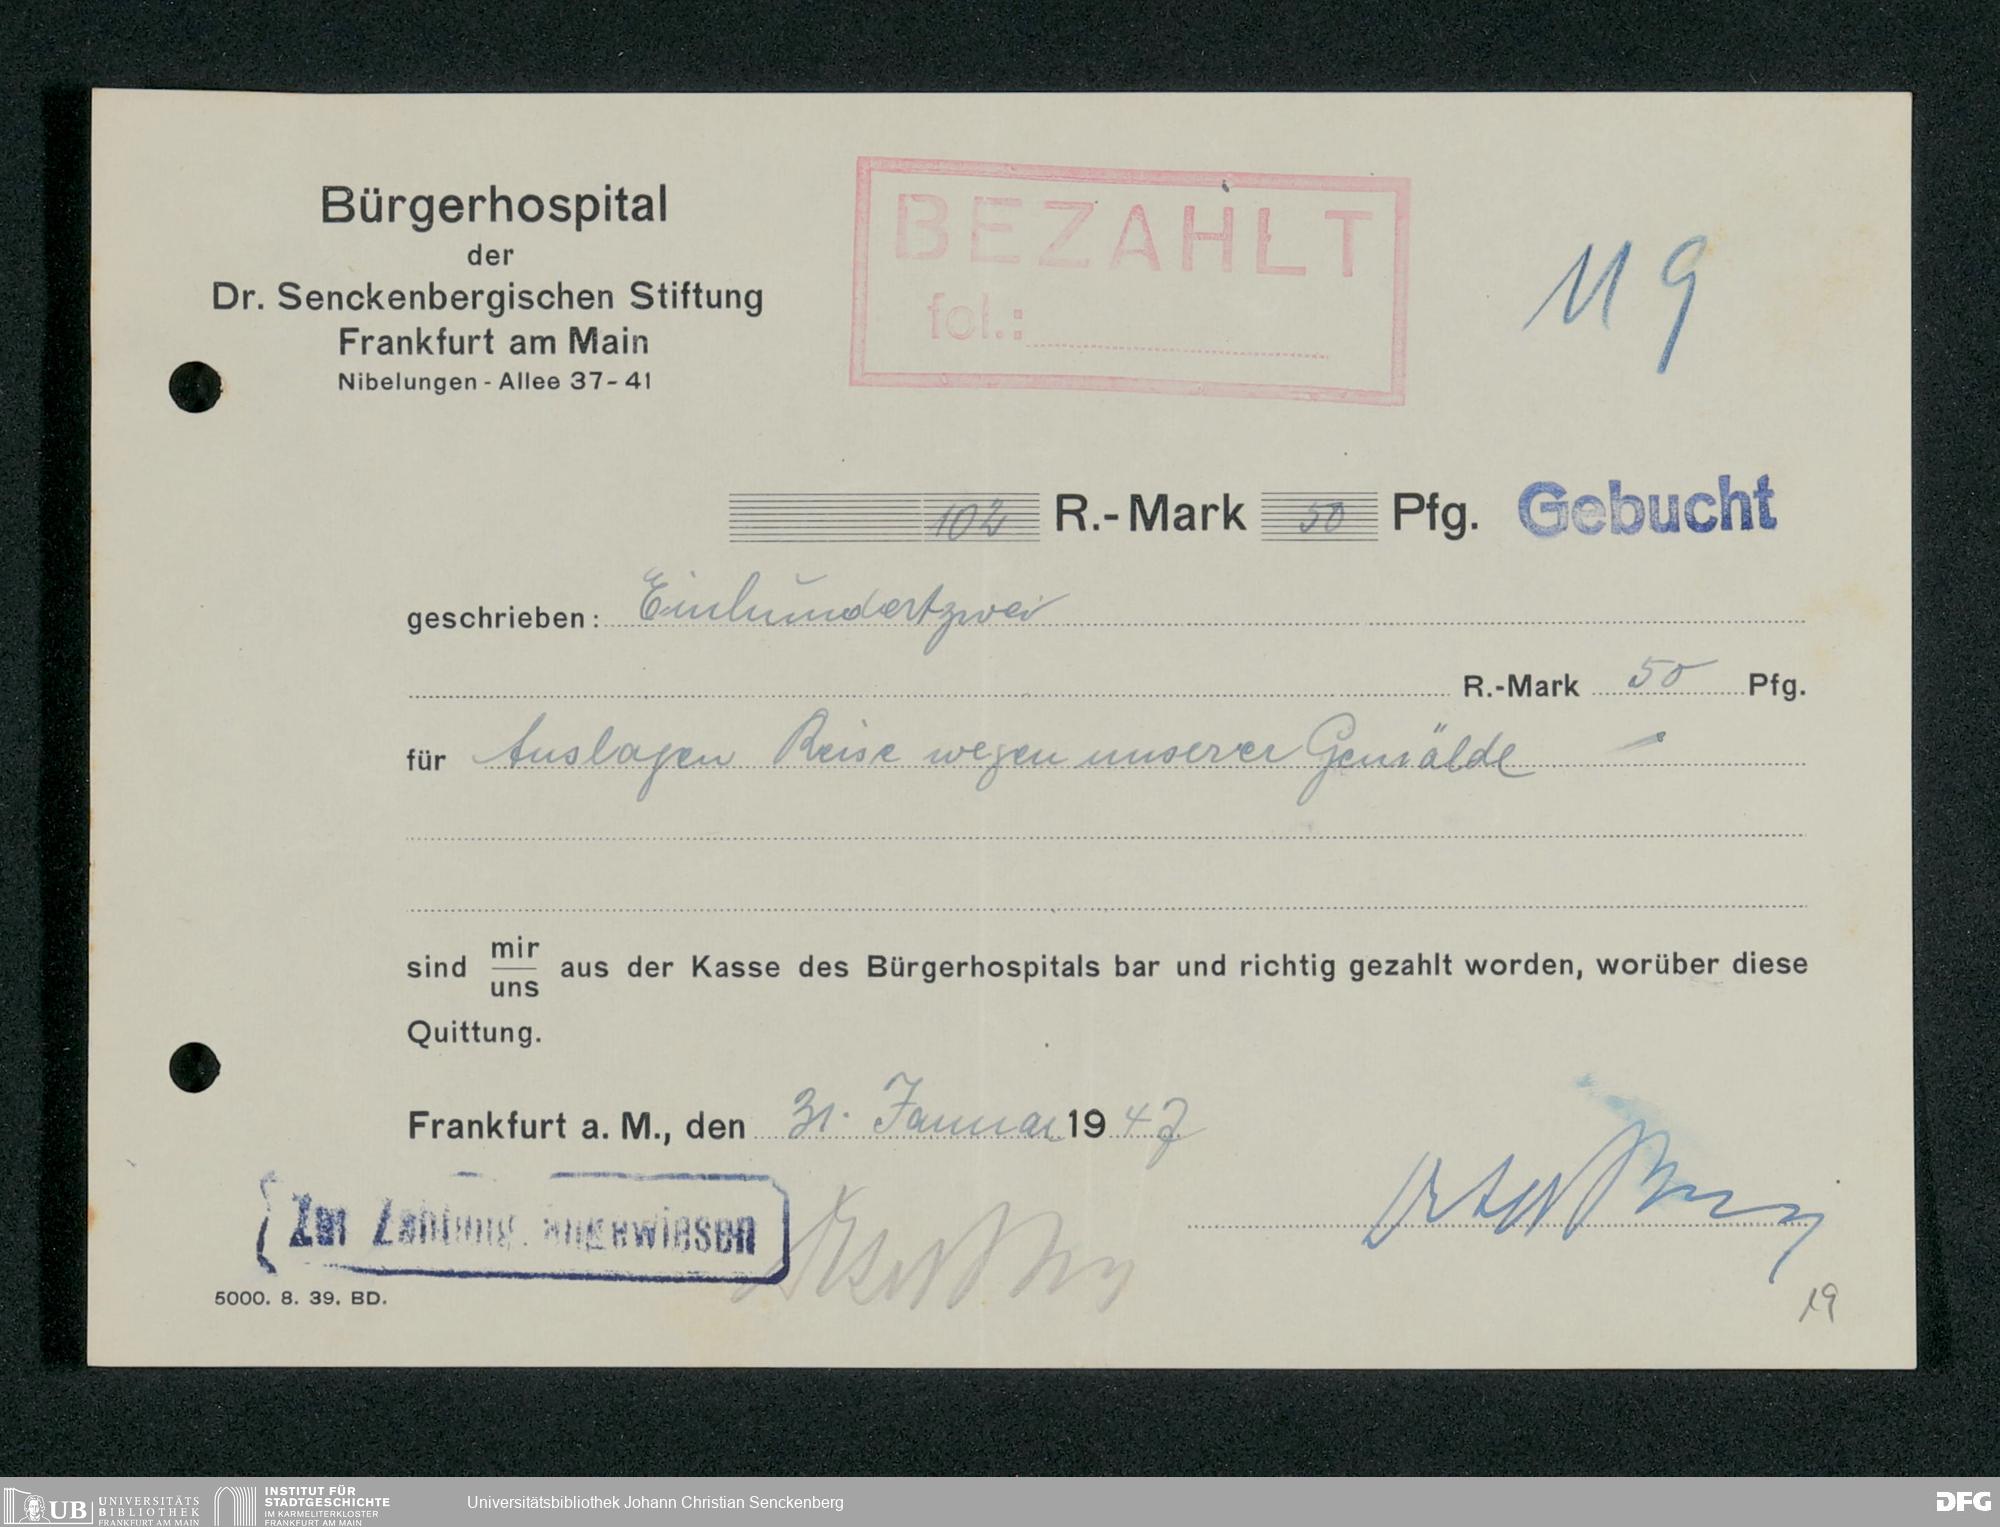 Bürgerhospital
der
Dr. Senckenbergischen Stiftung
Frankfurt am Main
Nibelungen - Allee 37 - 41
BEZAHLT
fol.:
102 R.-Mark 50 Pfg. Gebucht
geschrieben: Einhundertzwei
R.-Mark 50 Pfg.
für Auslagen Reise wegen unserer Gemälde
sind mir/uns aus der Kasse des Bürgerhospitals bar und richtig gezahlt worden, worüber diese
Quittung.
Frankfurt a. M., den 31. Januar 1947
Zur Zahlung angewiesen
5000. 8. 39. BD.
19
UB UNIVERSITÄTS
BIBLIOTHEK
FRANKFURT AM MAIN
INSTITUT FÜR
STADTGESCHICHTE
IM KARMELITERKLOSTER
FRANKFURT AM MAIN
Universitätsbibliothek Johann Christian Senckenberg
DFG